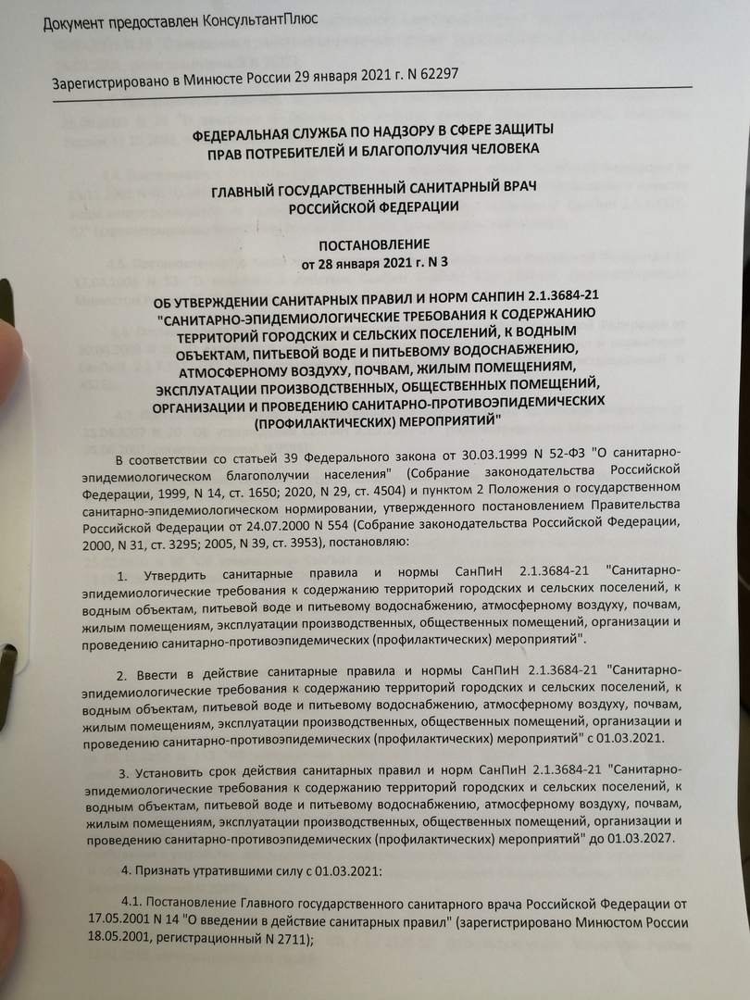 Документ предоставлен КонсультантПлюс
Зарегистрировано в Минюсте России 29 января 2021 г. N 62297
ФЕДЕРАЛЬНАЯ СЛУЖБА ПО НАДЗОРУ В СФЕРЕ ЗАЩИТЫ
ПРАВ ПОТРЕБИТЕЛЕЙ И БЛАГОПОЛУЧИЯ ЧЕЛОВЕКА
ГЛАВНЫЙ ГОСУДАРСТВЕННЫЙ САНИТАРНЫЙ ВРАЧ
РОССИЙСКОЙ ФЕДЕРАЦИИ
ПОСТАНОВЛЕНИЕ
от 28 января 2021 г. N 3
ОБ УТВЕРЖДЕНИИ САНИТАРНЫХ ПРАВИЛ И НОРМ САНПИН 2.1.3684-21
"САНИТАРНО-ЭПИДЕМИОЛОГИЧЕСКИЕ ТРЕБОВАНИЯ К СОДЕРЖАНИЮ
ТЕРРИТОРИЙ ГОРОДСКИХ И СЕЛЬСКИХ ПОСЕЛЕНИЙ, К ВОДНЫМ
ОБЪЕКТАМ, ПИТЬЕВОЙ ВОДЕ И ПИТЬЕВОМУ ВОДОСНАБЖЕНИЮ,
АТМОСФЕРНОМУ ВОЗДУХУ, ПОЧВАМ, ЖИЛЫМ ПОМЕЩЕНИЯМ,
ЭКСПЛУАТАЦИИ ПРОИЗВОДСТВЕННЫХ, ОБЩЕСТВЕННЫХ ПОМЕЩЕНИЙ,
ОРГАНИЗАЦИИ И ПРОВЕДЕНИЮ САНИТАРНО-ПРОТИВОЭПИДЕМИЧЕСКИХ
(ПРОФИЛАКТИЧЕСКИХ) МЕРОПРИЯТИЙ"
В соответствии со статьей 39 Федерального закона от 30.03.1999 N 52-ФЗ "О санитарно-
эпидемиологическом благополучии населения" (Собрание законодательства Российской
Федерации, 1999, N 14, ст. 1650; 2020, N 29, ст. 4504) и пунктом 2 Положения о государственном
санитарно-эпидемиологическом нормировании, утвержденного постановлением Правительства
Российской Федерации от 24.07.2000 N 554 (Собрание законодательства Российской Федерации,
2000, N 31, ст. 3295; 2005, N 39, ст. 3953), постановляю:
1. Утвердить санитарные правила и нормы СанПиН 2.1.3684-21 "Санитарно-
эпидемиологические требования к содержанию территорий городских и сельских поселений, к
водным объектам, питьевой воде и питьевому водоснабжению, атмосферному воздуху, почвам,
жилым помещениям, эксплуатации производственных, общественных помещений, организации и
проведению санитарно-противоэпидемических (профилактических) мероприятий".
2. Ввести в действие санитарные правила и нормы СанПиН 2.1.3684-21 "Санитарно-
эпидемиологические требования к содержанию территорий городских и сельских поселений, к
водным объектам, питьевой воде и питьевому водоснабжению, атмосферному воздуху, почвам,
жилым помещениям, эксплуатации производственных, общественных помещений, организации и
проведению санитарно-противоэпидемических (профилактических) мероприятий" с 01.03.2021.
3. Установить срок действия санитарных правил и норм СанПиН 2.1.3684-21 "Санитарно-
эпидемиологические требования к содержанию территорий городских и сельских поселений, к
водным объектам, питьевой воде и питьевому водоснабжению, атмосферному воздуху, почвам,
жилым помещениям, эксплуатации производственных, общественных помещений, организации и
проведению санитарно-противоэпидемических (профилактических) мероприятий" до 01.03.2027.
4. Признать утратившими силу с 01.03.2021:
4.1. Постановление Главного государственного санитарного врача Российской Федерации от
17.05.2001 N 14 "О введении в действие санитарных правил" (зарегистрировано Минюстом России
18.05.2001, регистрационный N 2711);